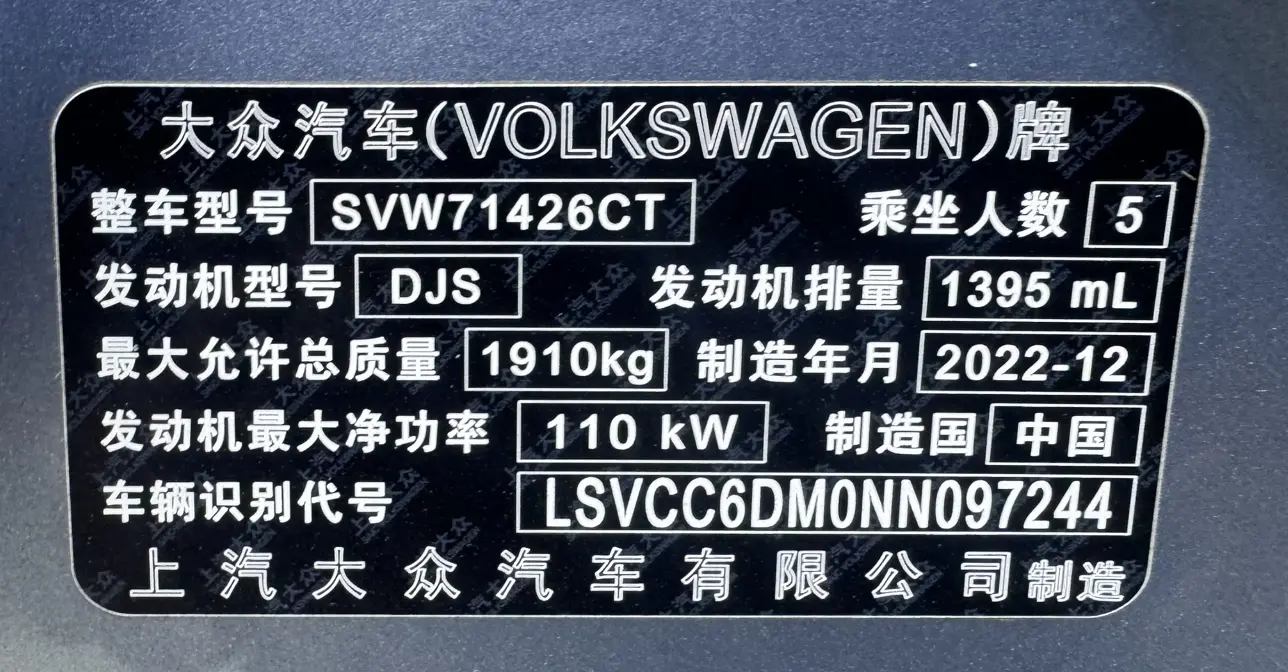 大众汽车(VOLKSWAGEN)牌
整车型号 SVW71426CT 乘坐人数 5
发动机型号 DJS 发动机排量 1395 mL
最大允许总质量 1910kg 制造年月 2022-12
发动机最大净功率 110 kW 制造国 中国
车辆识别代号 LSVCC6DM0NN097244
上汽大众汽车有限公司制造